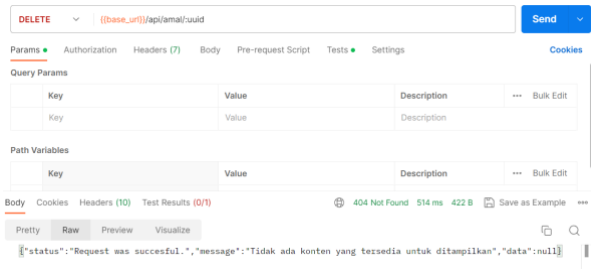 DELETE {{base_url}}/api/amal/:uuid Send
Params Authorization Headers (7) Body Pre-request Script Tests Settings Cookies
Query Params
Key Value Description ••• Bulk Edit
Key Value Description
Path Variables
Key Value Description ••• Bulk Edit
Body Cookies Headers (10) Test Results (0/1) 404 Not Found 514 ms 422 B Save as Example •••
Pretty Raw Preview Visualize
{"status":"Request was succesful.","message":"Tidak ada konten yang tersedia untuk ditampilkan","data":null}